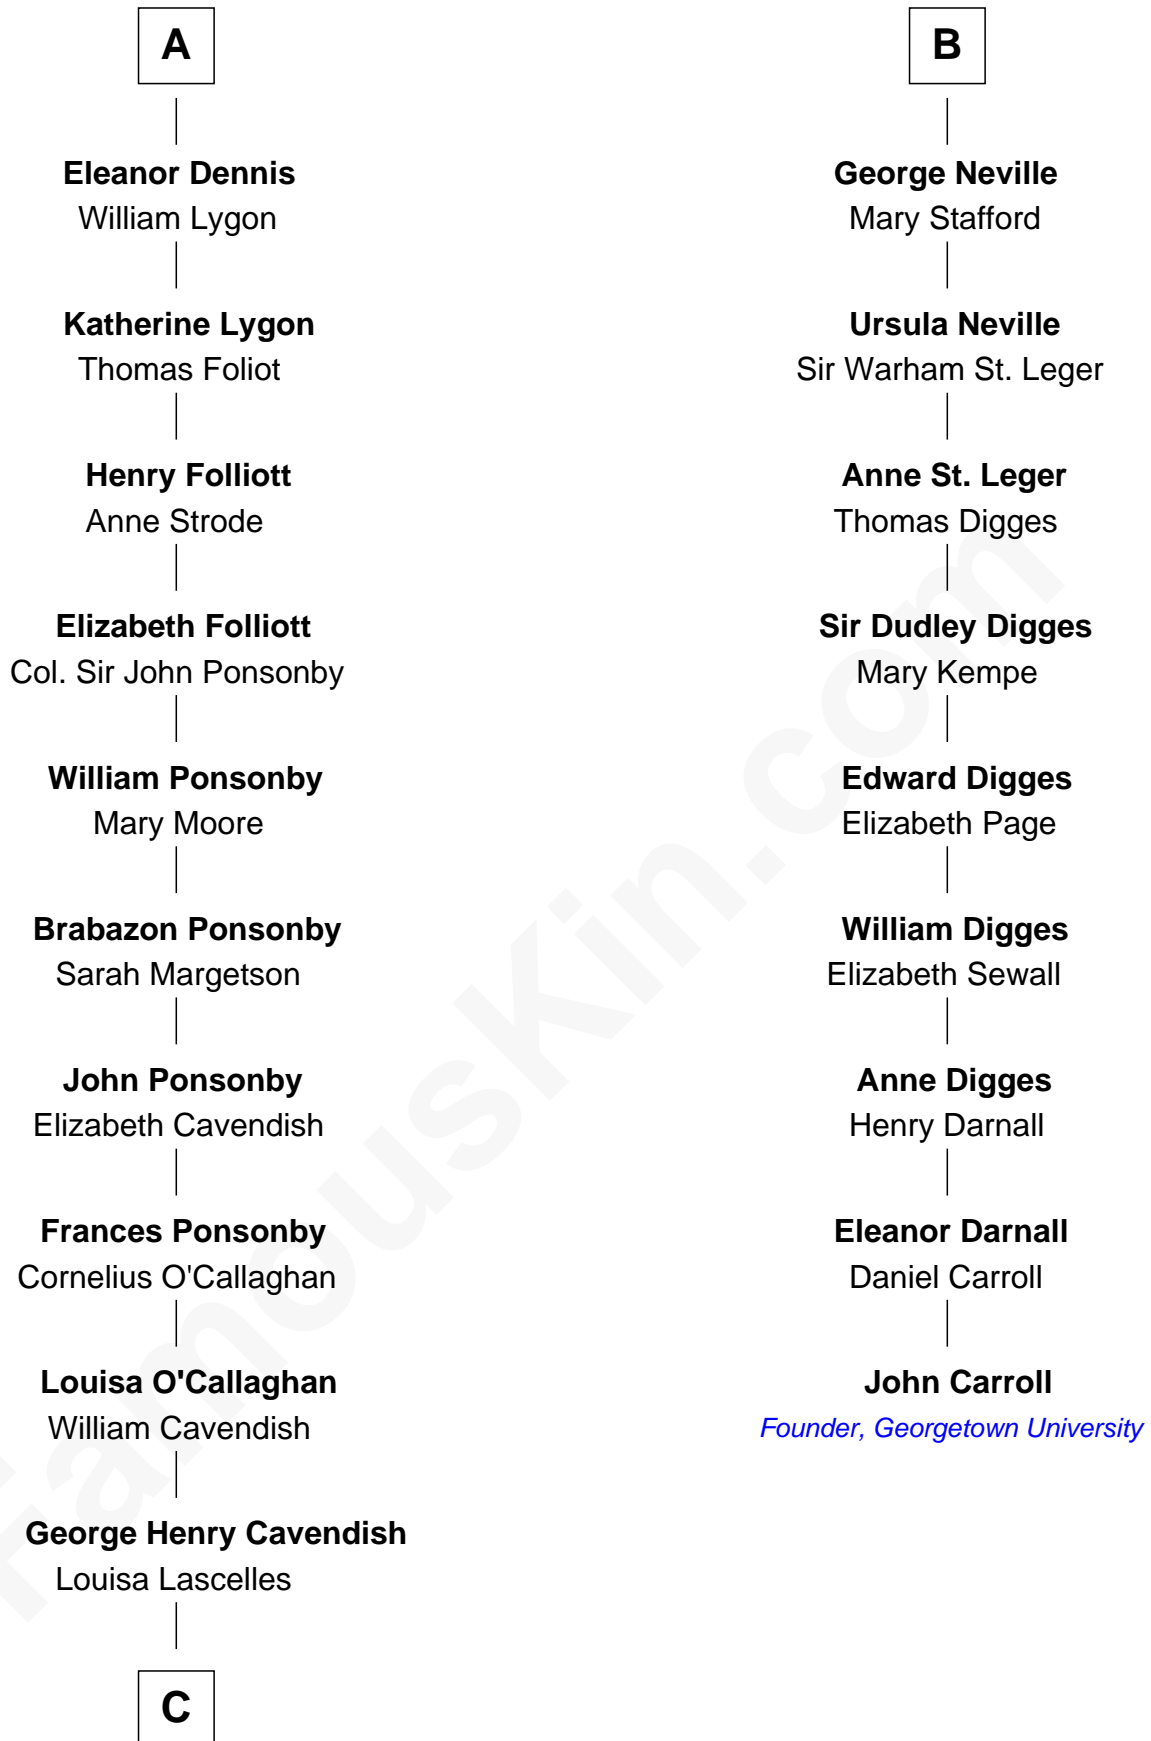 A
Eleanor Dennis
William Lygon
Katherine Lygon
Thomas Foliot
Henry Folliott
Anne Strode
Elizabeth Folliott
Col. Sir John Ponsonby
William Ponsonby
Mary Moore
Brabazon Ponsonby
Sarah Margetson
John Ponsonby
Elizabeth Cavendish
Frances Ponsonby
Cornelius O'Callaghan
Louisa O'Callaghan
William Cavendish
George Henry Cavendish
Louisa Lascelles
C
B
George Neville
Mary Stafford
Ursula Neville
Sir Warham St. Leger
Anne St. Leger
Thomas Digges
Sir Dudley Digges
Mary Kempe
Edward Digges
Elizabeth Page
William Digges
Elizabeth Sewall
Anne Digges
Henry Darnall
Eleanor Darnall
Daniel Carroll
John Carroll
Founder, Georgetown University
FamousKin.com